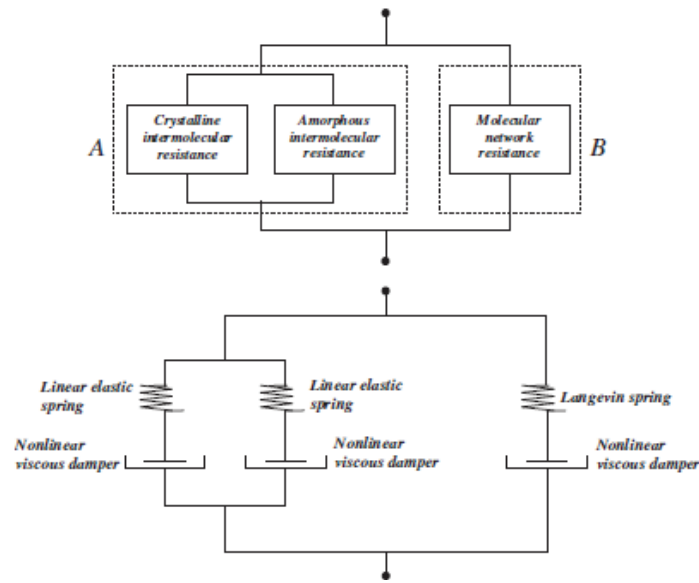 Crystalline
intermolecular
resistance
Amorphous
intermolecular
resistance
Molecular
network
resistance
A
B
Linear elastic
spring
Linear elastic
spring
Langevin spring
Nonlinear
viscous damper
Nonlinear
viscous damper
Nonlinear
viscous damper